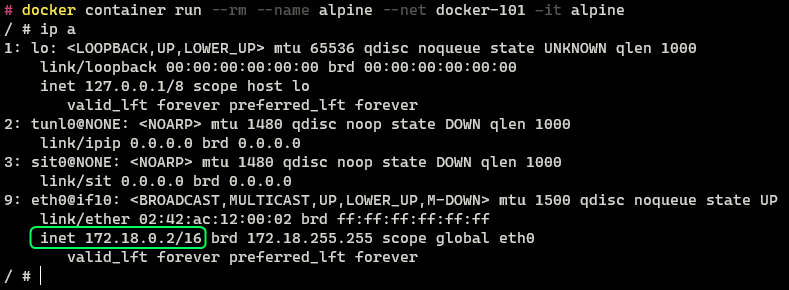 # docker container run --rm --name alpine --net docker-101 -it alpine
/ # ip a
1: lo: <LOOPBACK,UP,LOWER_UP> mtu 65536 qdisc noqueue state UNKNOWN qlen 1000
    link/loopback 00:00:00:00:00:00 brd 00:00:00:00:00:00
    inet 127.0.0.1/8 scope host lo
       valid_lft forever preferred_lft forever
2: tunl0@NONE: <NOARP> mtu 1480 qdisc noop state DOWN qlen 1000
    link/ipip 0.0.0.0 brd 0.0.0.0
3: sit0@NONE: <NOARP> mtu 1480 qdisc noop state DOWN qlen 1000
    link/sit 0.0.0.0 brd 0.0.0.0
9: eth0@if10: <BROADCAST,MULTICAST,UP,LOWER_UP,M-DOWN> mtu 1500 qdisc noqueue state UP
    link/ether 02:42:ac:12:00:02 brd ff:ff:ff:ff:ff:ff
    inet 172.18.0.2/16 brd 172.18.255.255 scope global eth0
       valid_lft forever preferred_lft forever
/ #